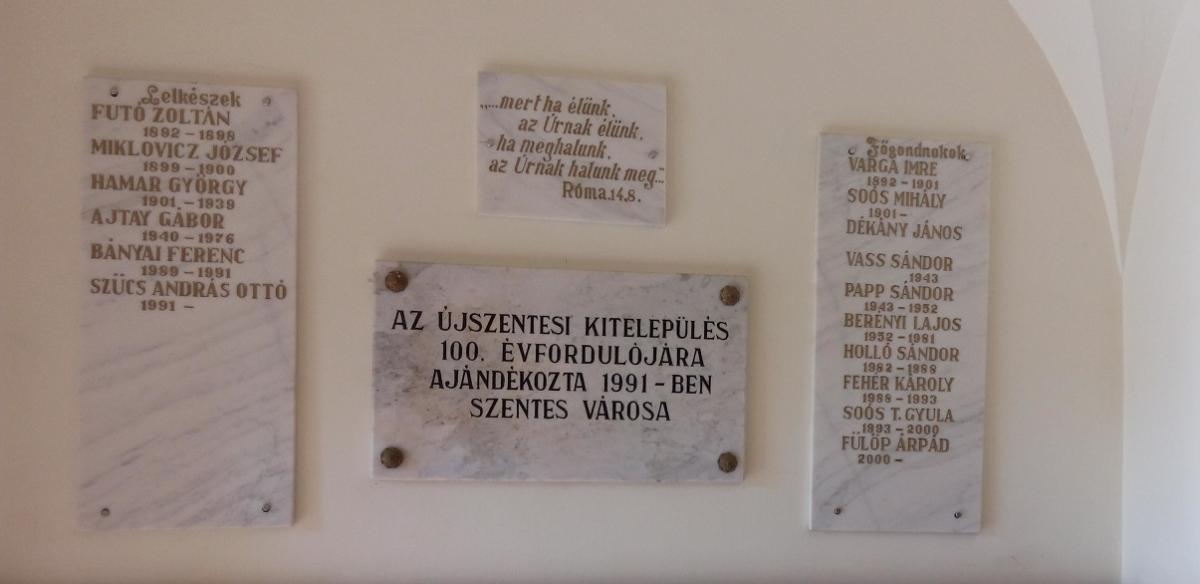 Lelkészek
FUTÓ ZOLTÁN
1892 – 1898
MIKLOVICZ JÓZSEF
1899 – 1900
HAMAR GYÖRGY
1901 – 1939
AJTAY GÁBOR
1940 – 1976
BÁNYAI FERENC
1989 – 1991
SZÜCS ANDRÁS OTTÓ
1991 –
„...mert ha élünk,
az Úrnak élünk,
ha meghalunk,
az Úrnak halunk meg..."
Róma.14.8.
AZ ÚJSZENTESI KITELEPÜLÉS
100. ÉVFORDULÓJÁRA
AJÁNDÉKOZTA 1991 – BEN
SZENTES VÁROSA
Főgondnokok
VARGA IMRE
1892 – 1901
SOÓS MIHÁLY
1901 –
DÉKÁNY JÁNOS
VASS SÁNDOR
1943
PAPP SÁNDOR
1943 – 1952
BERÉNYI LAJOS
1952 – 1981
HOLLÓ SÁNDOR
1982 – 1988
FEHÉR KÁROLY
1988 – 1993
SOÓS T. GYULA
1993 – 2000
FÜLÖP ÁRPÁD
2000 –